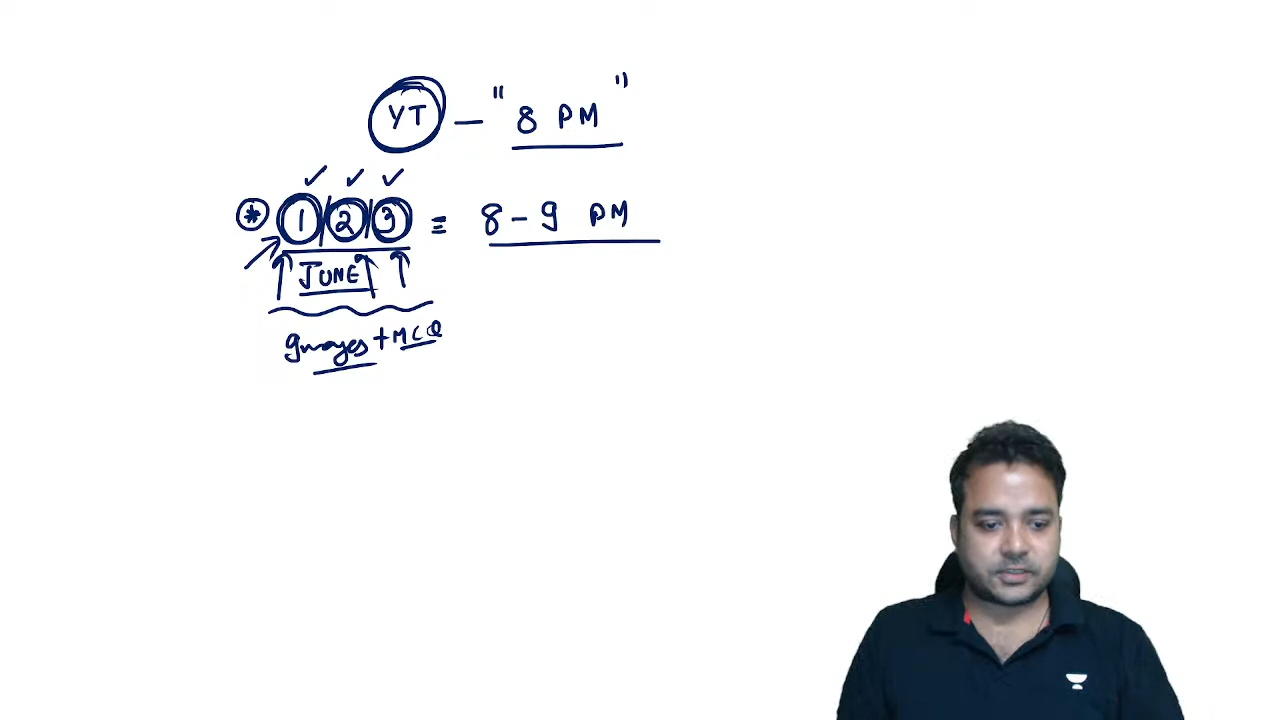 YT - "8 PM"
* 1/2/3 ≡ 8-9 PM
JUNE
+ MCQ